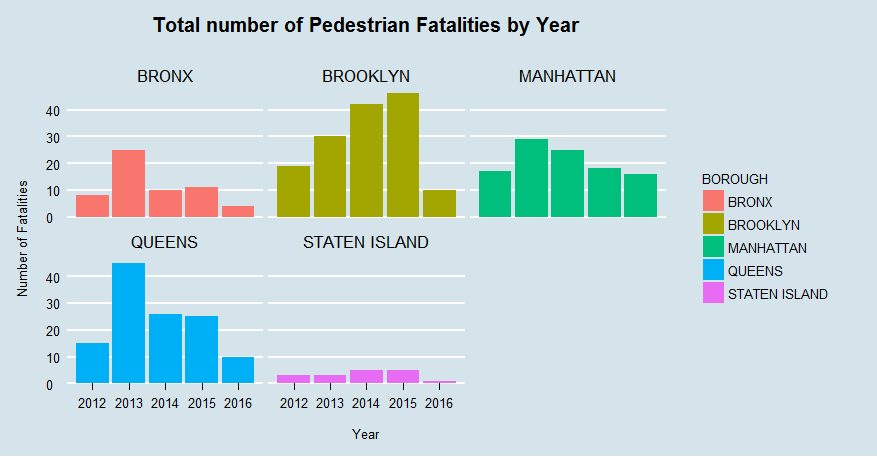 Total number of Pedestrian Fatalities by Year
BRONX
BROOKLYN
MANHATTAN
40
30
20
10
0
QUEENS
STATEN ISLAND
40
30
20
10
0
2012 2013 2014 2015 2016
2012 2013 2014 2015 2016
Number of Fatalities
Year
BOROUGH
BRONX
BROOKLYN
MANHATTAN
QUEENS
STATEN ISLAND